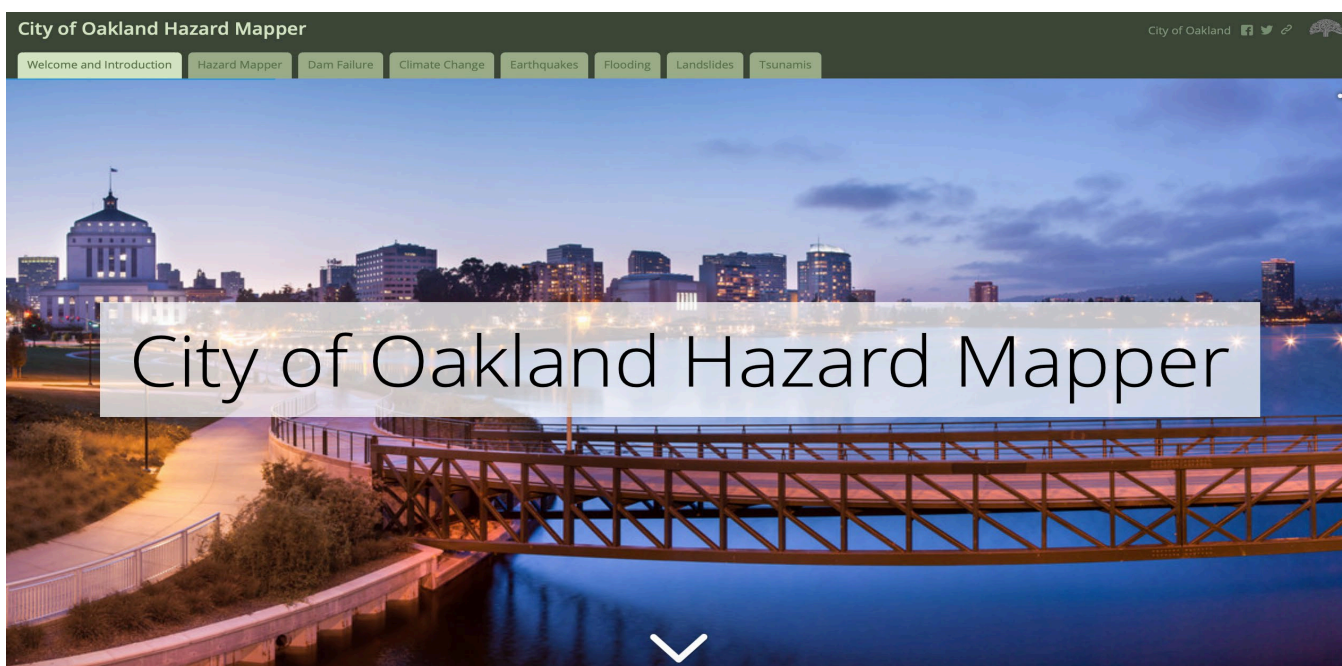 City of Oakland Hazard Mapper
City of Oakland
Welcome and Introduction
Hazard Mapper
Dam Failure
Climate Change
Earthquakes
Flooding
Landslides
Tsunamis
City of Oakland Hazard Mapper